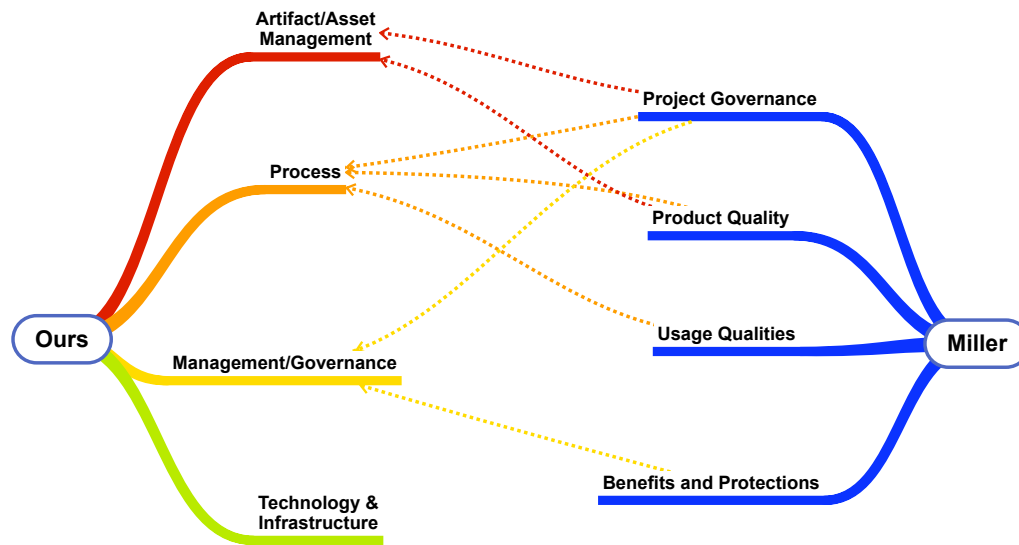 Artifact/Asset
Management
Project Governance
Process
Product Quality
Ours
Usage Qualities
Miller
Management/Governance
Benefits and Protections
Technology &
Infrastructure